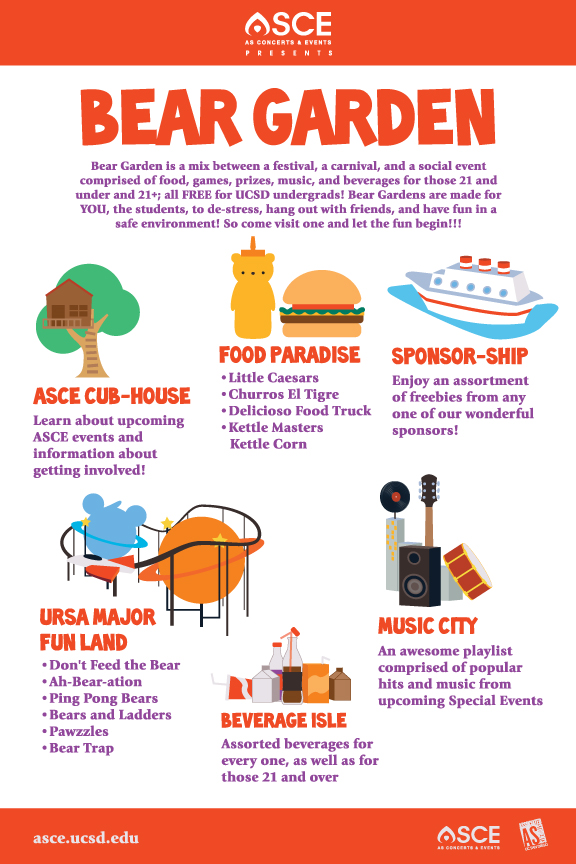 ASCE
AS CONCERTS & EVENTS
PRESENTS
BEAR GARDEN
Bear Garden is a mix between a festival, a carnival, and a social event
comprised of food, games, prizes, music, and beverages for those 21 and
under and 21+; all FREE for UCSD undergrads! Bear Gardens are made for
YOU, the students, to de-stress, hang out with friends, and have fun in a
safe environment! So come visit one and let the fun begin!!!
ASCE CUB-HOUSE
Learn about upcoming
ASCE events and
information about
getting involved!
FOOD PARADISE
• Little Caesars
• Churros El Tigre
• Delicioso Food Truck
• Kettle Masters
Kettle Corn
SPONSOR-SHIP
Enjoy an assortment
of freebies from any
one of our wonderful
sponsors!
URSA MAJOR
FUN LAND
• Don't Feed the Bear
• Ah-Bear-ation
• Ping Pong Bears
• Bears and Ladders
• Pawzzles
• Bear Trap
BEVERAGE ISLE
Assorted beverages for
every one, as well as for
those 21 and over
MUSIC CITY
An awesome playlist
comprised of popular
hits and music from
upcoming Special Events
asce.ucsd.edu
ASCE
AS CONCERTS & EVENTS
AS